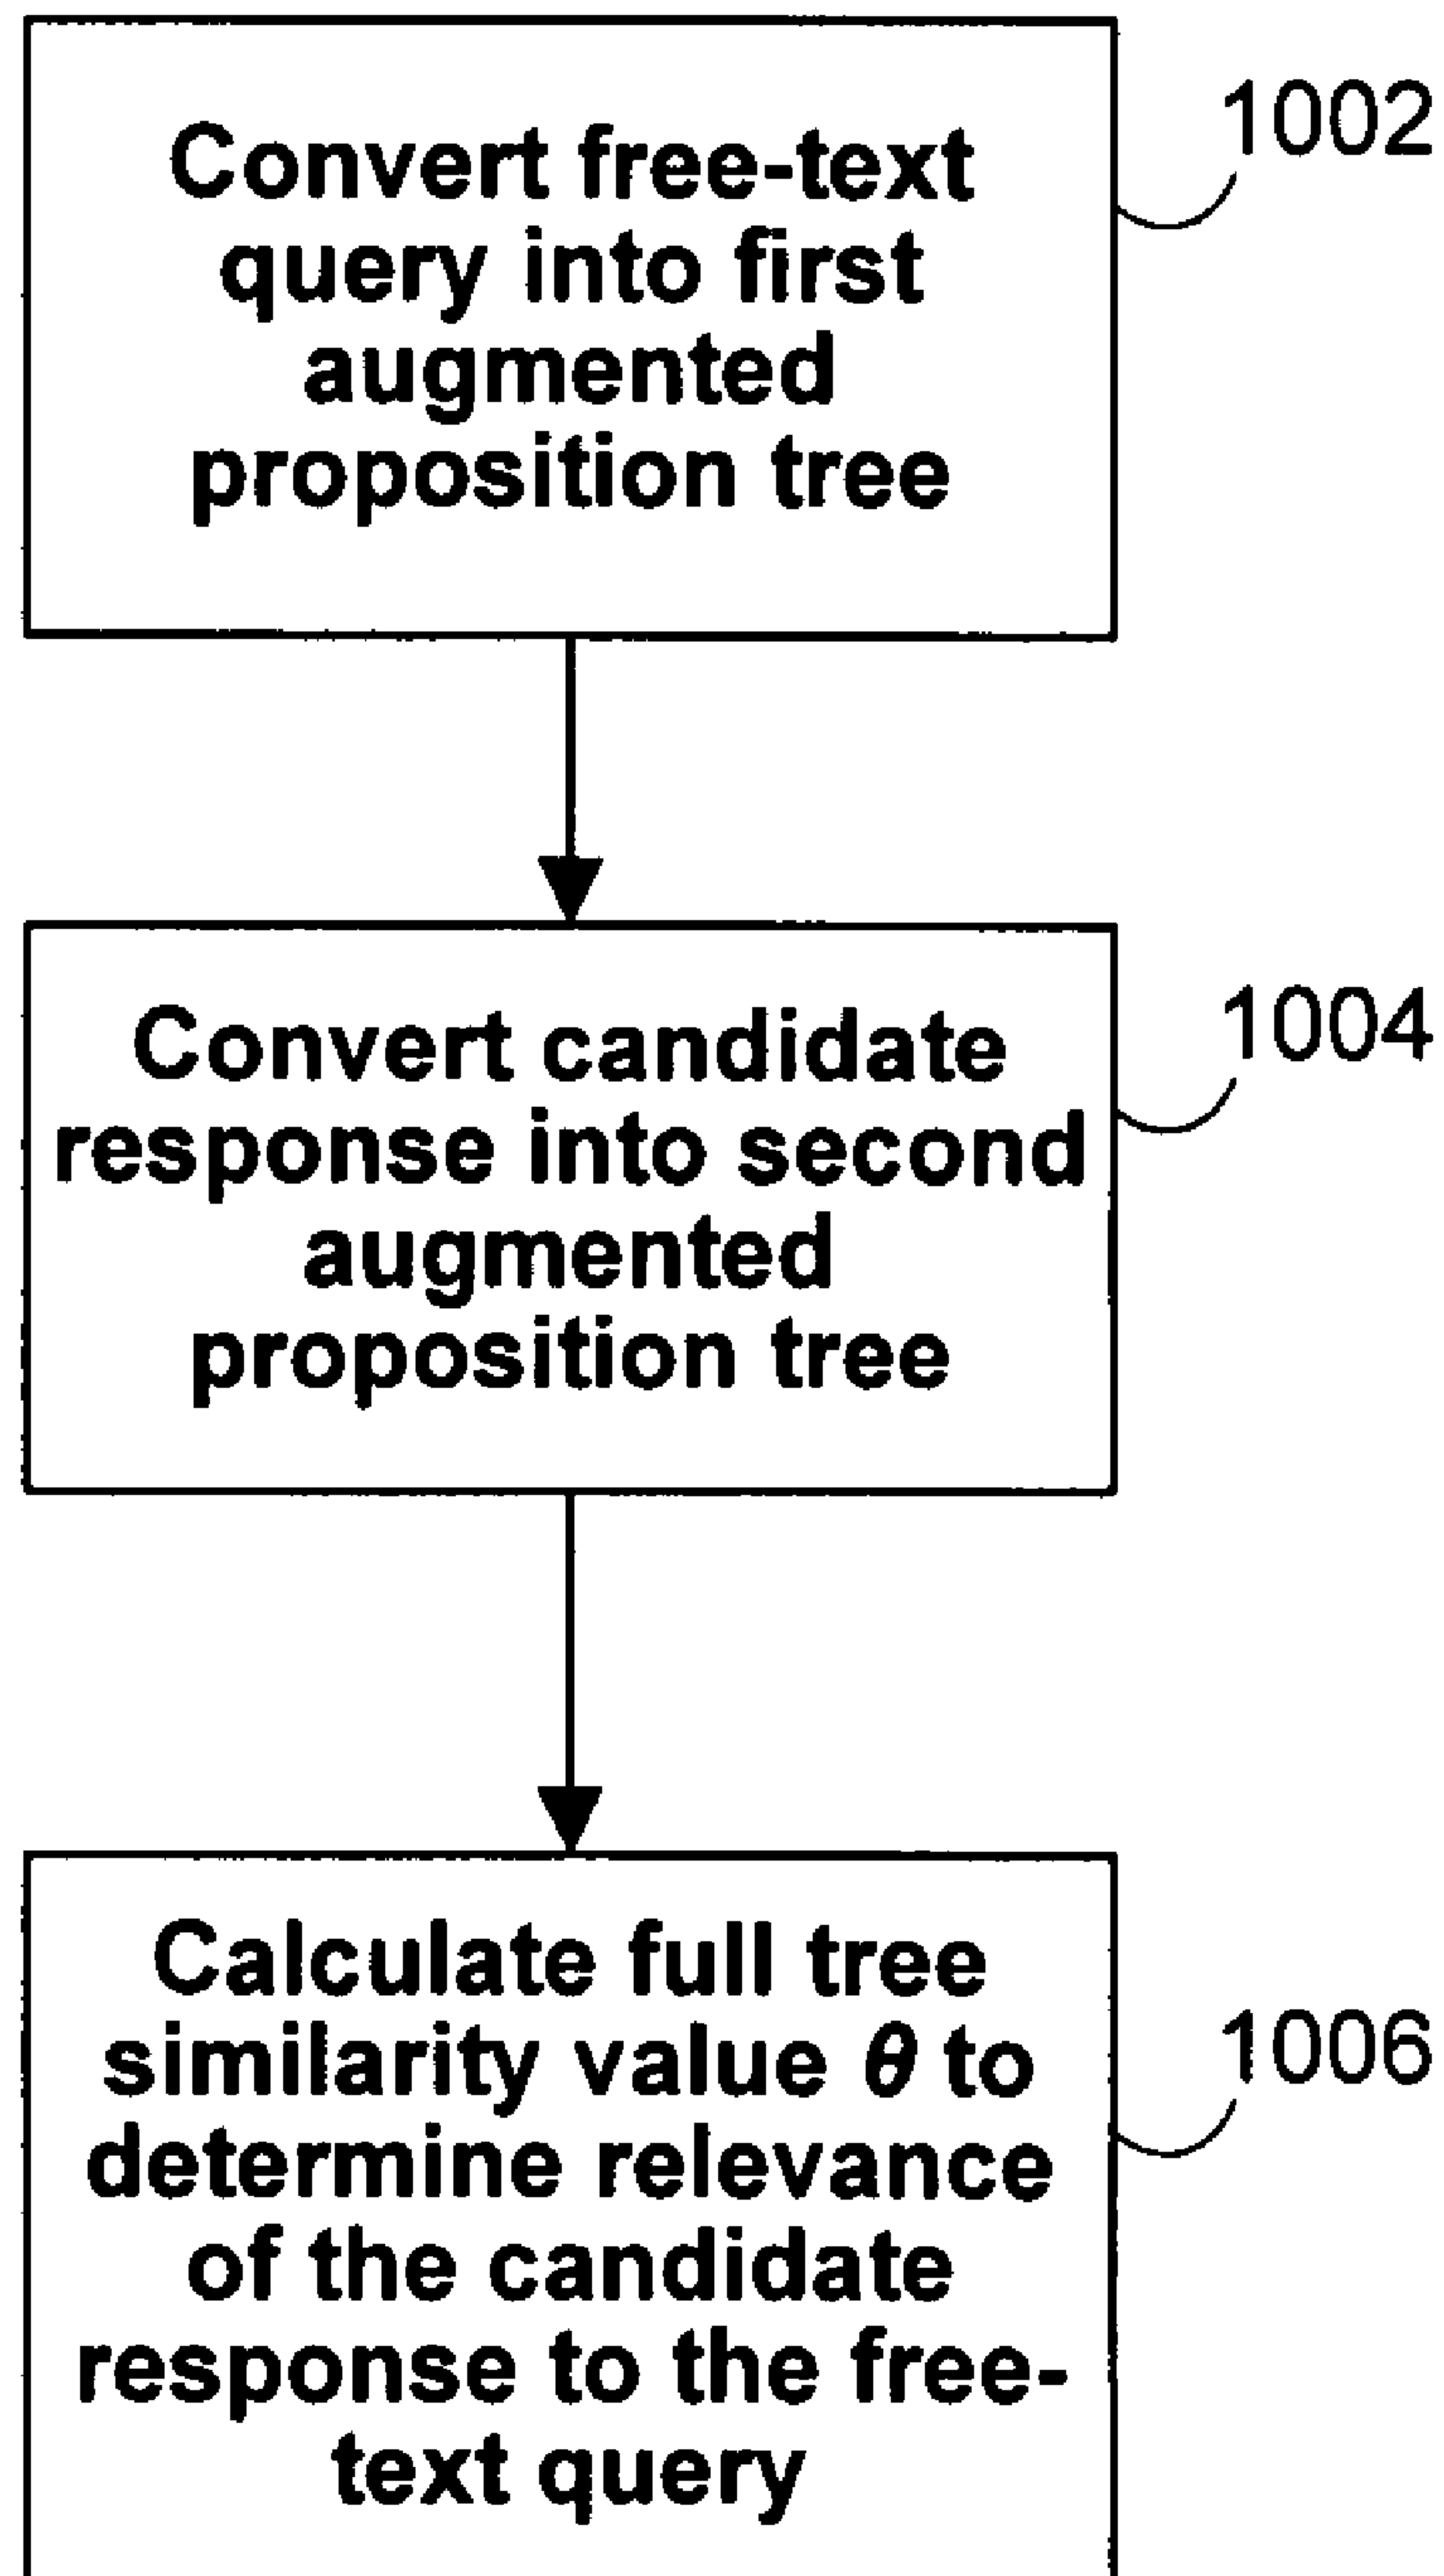 Convert free-text
query into first
augmented
proposition tree
1002
Convert candidate
response into second
augmented
proposition tree
1004
Calculate full tree
similarity value θ to
determine relevance
of the candidate
response to the free-
text query
1006